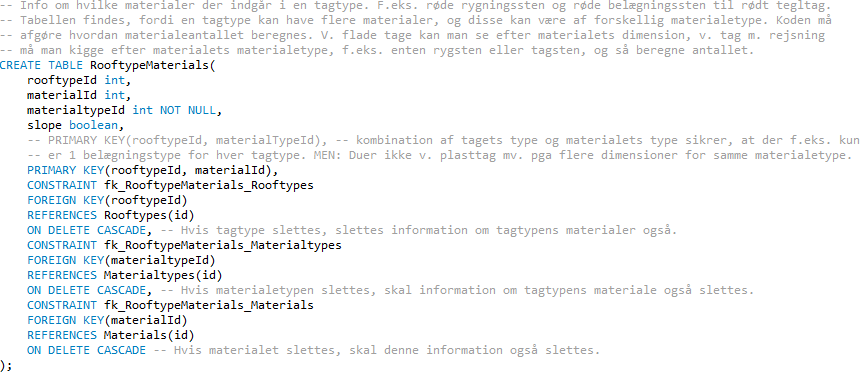 -- Info om hvilke materialer der indgår i en tagtype. F.eks. røde rygningssten og røde belægningssten til rødt tegltag.
-- Tabellen findes, fordi en tagtype kan have flere materialer, og disse kan være af forskellig materialetype. Koden må
-- afgøre hvordan materialeantallet beregnes. V. flade tage kan man se efter materialets dimension, v. tag m. rejsning
-- må man kigge efter materialets materialetype, f.eks. enten rygsten eller tagsten, og så beregne antallet.
CREATE TABLE RooftypeMaterials(
    rooftypeId int,
    materialId int,
    materialtypeId int NOT NULL,
    slope boolean,
    -- PRIMARY KEY(rooftypeId, materialTypeId), -- kombination af tagets type og materialets type sikrer, at der f.eks. kun
    -- er 1 belægningstype for hver tagtype. MEN: Duer ikke v. plasttag mv. pga flere dimensioner for samme materialetype.
    PRIMARY KEY(rooftypeId, materialId),
    CONSTRAINT fk_RooftypeMaterials_Rooftypes
    FOREIGN KEY(rooftypeId)
    REFERENCES Rooftypes(id)
    ON DELETE CASCADE, -- Hvis tagtype slettes, slettes information om tagtypens materialer også.
    CONSTRAINT fk_RooftypeMaterials_Materialtypes
    FOREIGN KEY(materialtypeId)
    REFERENCES Materialtypes(id)
    ON DELETE CASCADE, -- Hvis materialetypen slettes, skal information om tagtypens materiale også slettes.
    CONSTRAINT fk_RooftypeMaterials_Materials
    FOREIGN KEY(materialId)
    REFERENCES Materials(id)
    ON DELETE CASCADE -- Hvis materialet slettes, skal denne information også slettes.
);